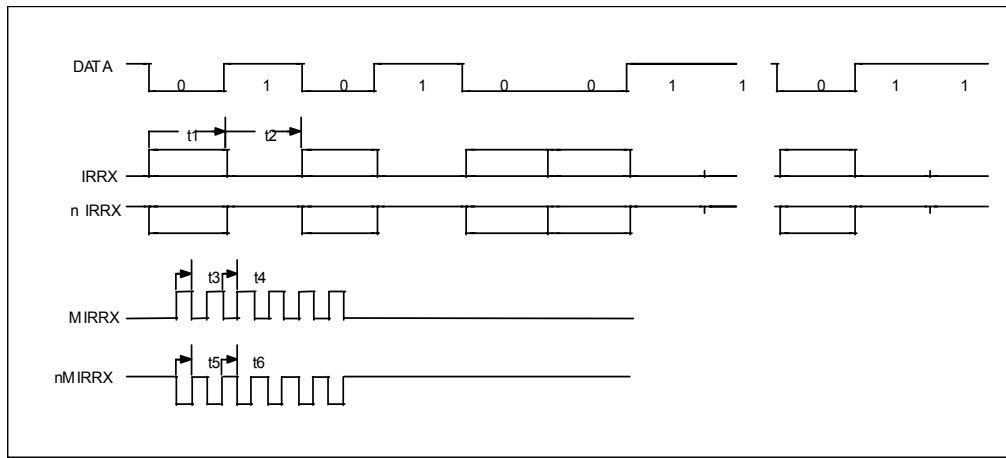 DATA
0 1 0 1 0 0 1 1 0 1 1
t1 t2
IRRX
n IRRX
t3 t4
MIRRX
t5 t6
nMIRRX